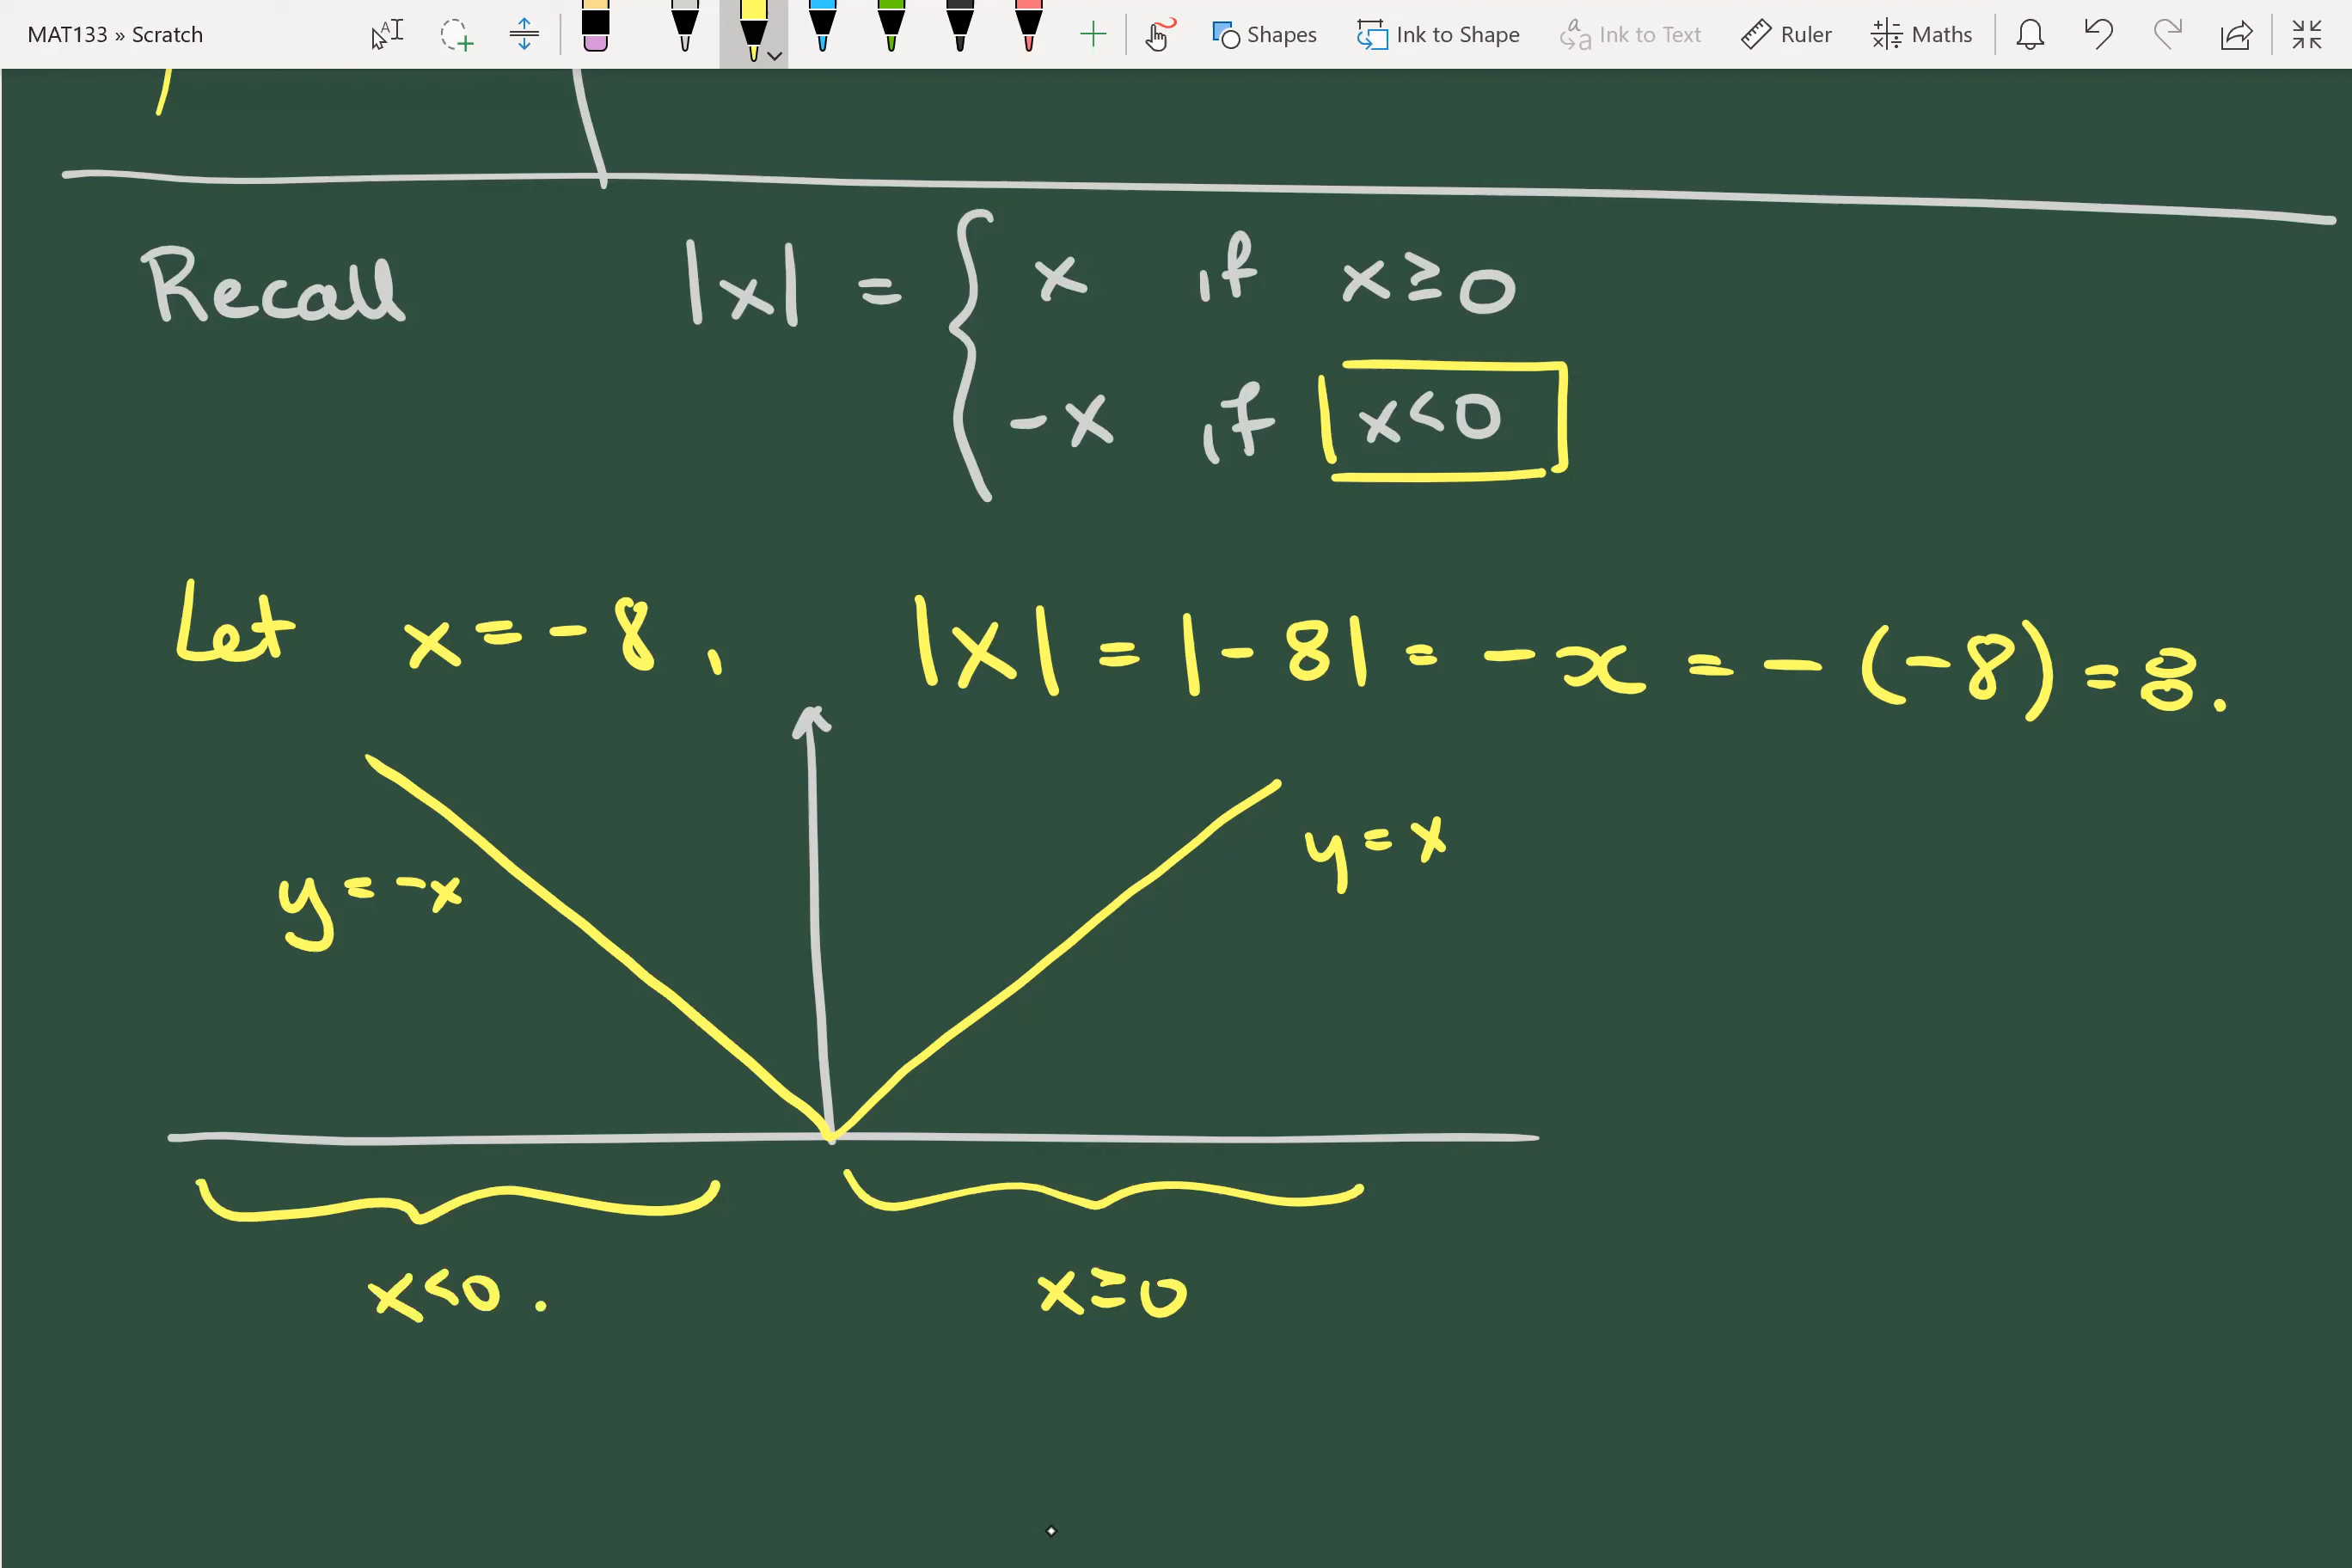 MAT133 » Scratch Shapes Ink to Shape Ink to Text Ruler Maths
Recall |x| = { x if x≥0
-x if x<0
Let x=-8. |x| = |-8| = -x = -(-8) = 8.
y=x
y=-x
x<0. x≥0